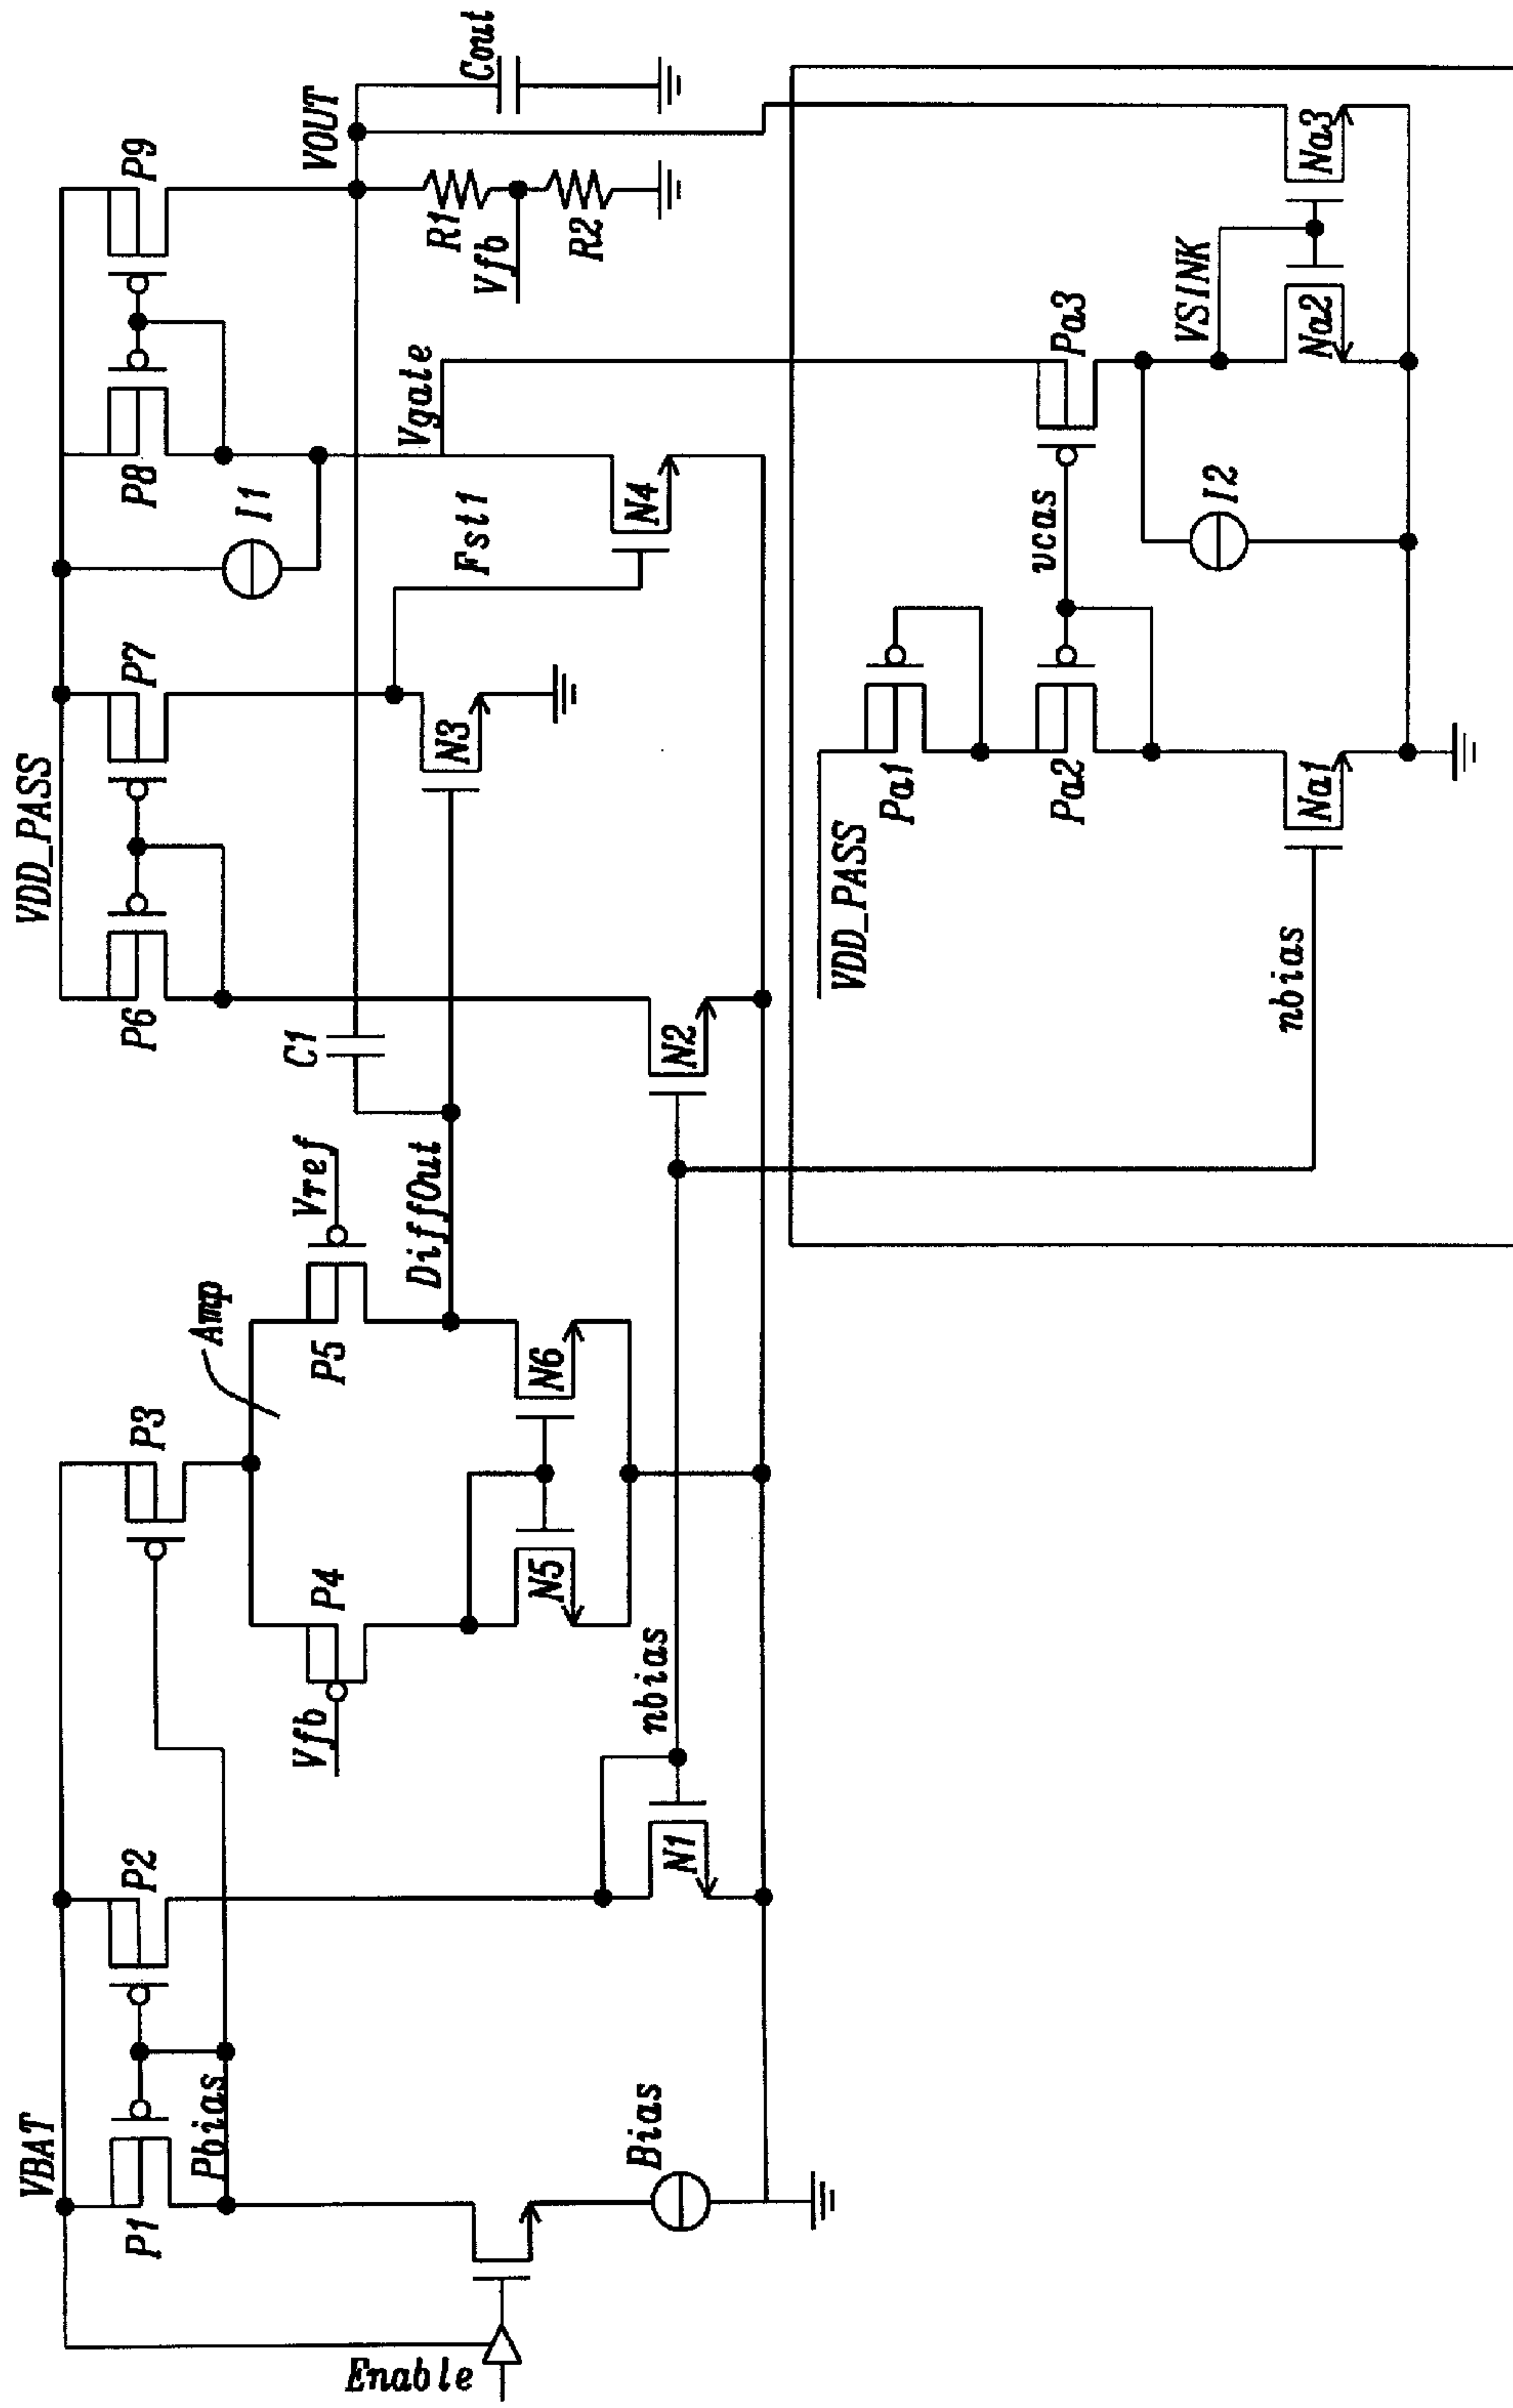 VBAT
VDD_PASS
P1
P2
P3
P6
P7
P8
P9
Pbias
Amp
I1
VOUT
Cout
Vfb
P4
P5
Vref
C1
DiffOut
Fst1
Vgate
R1
Vfb
R2
Enable
Bias
N1
nbias
N5
N6
N2
N3
N4
VDD_PASS
Pa1
Pa2
vcas
Pa3
I2
VSINK
nbias
Na1
Na2
Na3